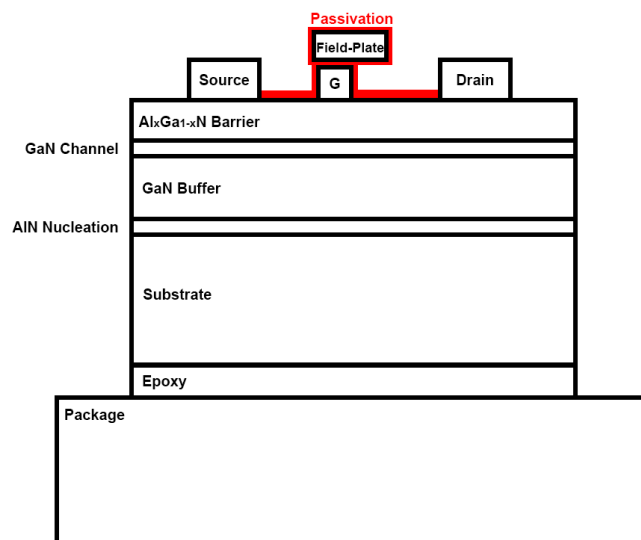 Passivation
Field-Plate
Source
G
Drain
AlxGa1-xN Barrier
GaN Channel
GaN Buffer
AlN Nucleation
Substrate
Epoxy
Package